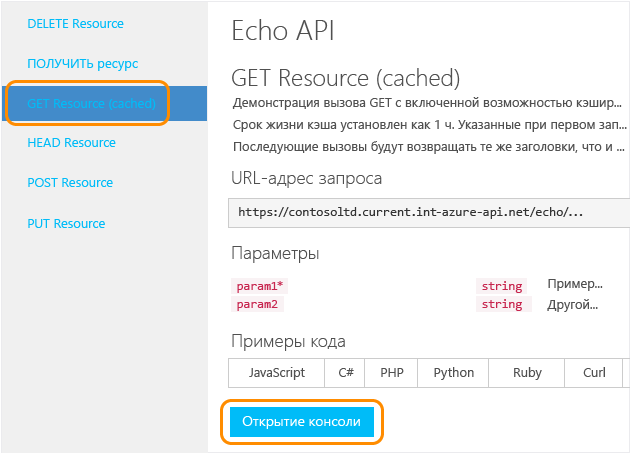 DELETE Resource
ПОЛУЧИТЬ ресурс
GET Resource (cached)
HEAD Resource
POST Resource
PUT Resource
Echo API
GET Resource (cached)
Демонстрация вызова GET с включенной возможностью кэшир...
Срок жизни кэша установлен как 1 ч. Указанные при первом зап...
Последующие вызовы будут возвращать те же заголовки, что и ...
URL-адрес запроса
https://contosoltd.current.int-azure-api.net/echo/...
Параметры
param1* string Пример...
param2 string Другой...
Примеры кода
JavaScript C# PHP Python Ruby Curl
Открытие консоли